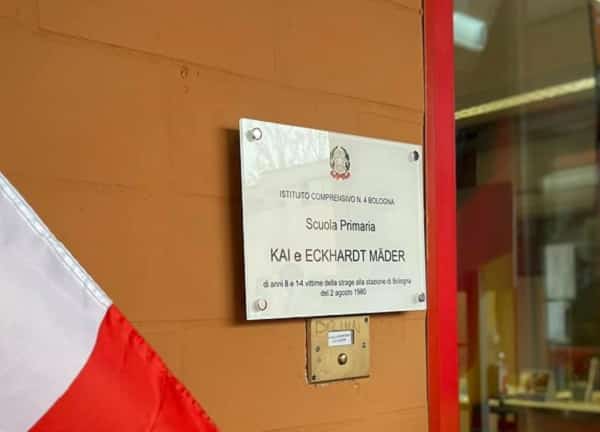 ISTITUTO COMPRENSIVO N. 4 BOLOGNA
Scuola Primaria
KAI e ECKHARDT MÄDER
di anni 8 e 14 vittime della strage alla stazione di Bologna
del 2 agosto 1980